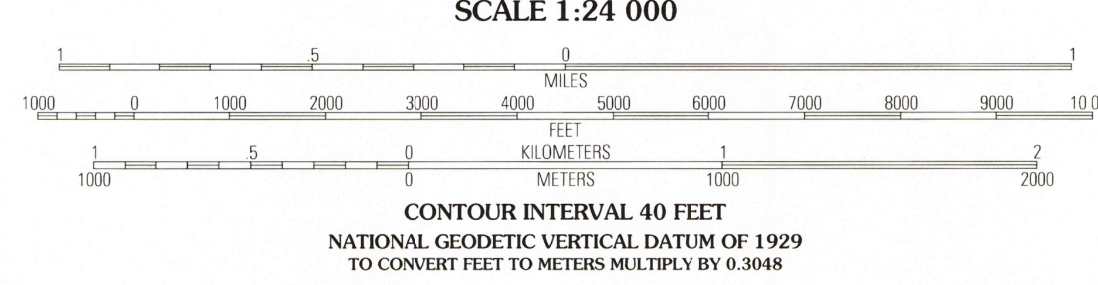 SCALE 1:24 000
1 .5 0 1
MILES
1000 0 1000 2000 3000 4000 5000 6000 7000 8000 9000 10 0
FEET
1 .5 0 KILOMETERS 1 2
1000 0 METERS 1000 2000
CONTOUR INTERVAL 40 FEET
NATIONAL GEODETIC VERTICAL DATUM OF 1929
TO CONVERT FEET TO METERS MULTIPLY BY 0.3048